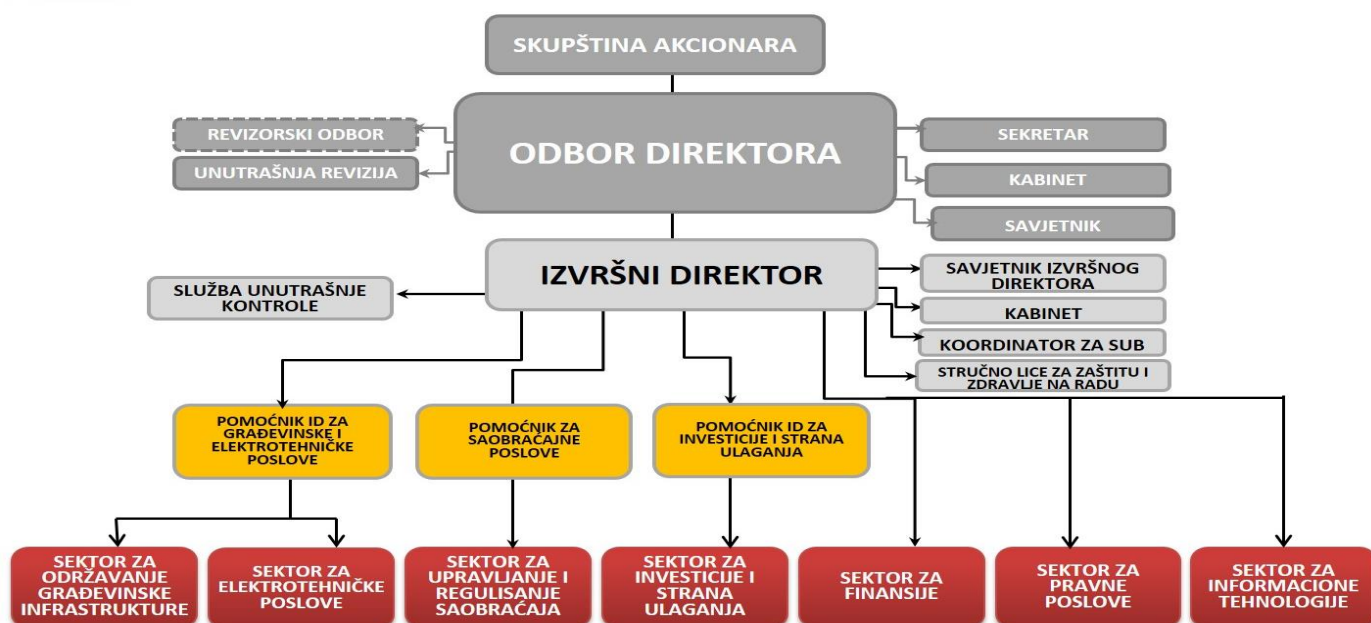 SKUPŠTINA AKCIONARA
REVIZORSKI ODBOR
UNUTRAŠNJA REVIZIJA
ODBOR DIREKTORA
SEKRETAR
KABINET
SAVJETNIK
IZVRŠNI DIREKTOR
SLUŽBA UNUTRAŠNJE
KONTROLE
SAVJETNIK IZVRŠNOG
DIREKTORA
KABINET
KOORDINATOR ZA SUB
STRUČNO LICE ZA ZAŠTITU I
ZDRAVLJE NA RADU
POMOĆNIK ID ZA
GRAĐEVINSKE I
ELEKTROTEHNIČKE
POSLOVE
POMOĆNIK ZA
SAOBRAĆAJNE
POSLOVE
POMOĆNIK ID ZA
INVESTICIJE I STRANA
ULAGANJA
SEKTOR ZA
ODRŽAVANJE
GRAĐEVINSKE
INFRASTRUKTURE
SEKTOR ZA
ELEKTROTEHNIČKE
POSLOVE
SEKTOR ZA
UPRAVLJANJE I
REGULISANJE
SAOBRAĆAJA
SEKTOR ZA
INVESTICIJE I
STRANA
ULAGANJA
SEKTOR ZA
FINANSIJE
SEKTOR ZA
PRAVNE
POSLOVE
SEKTOR ZA
INFORMACIONE
TEHNOLOGIJE